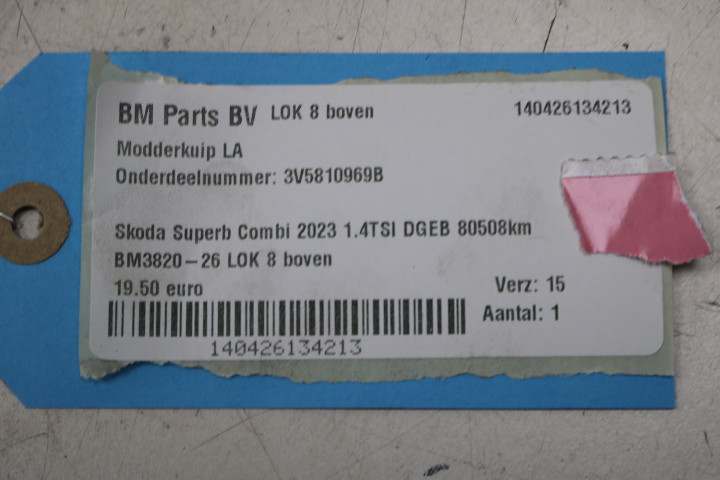 BM Parts BV LOK 8 boven 140426134213
Modderkuip LA
Onderdeelnummer: 3V5810969B
Skoda Superb Combi 2023 1.4TSI DGEB 80508km
BM3820-26 LOK 8 boven
19.50 euro Verz: 15
Aantal: 1
140426134213